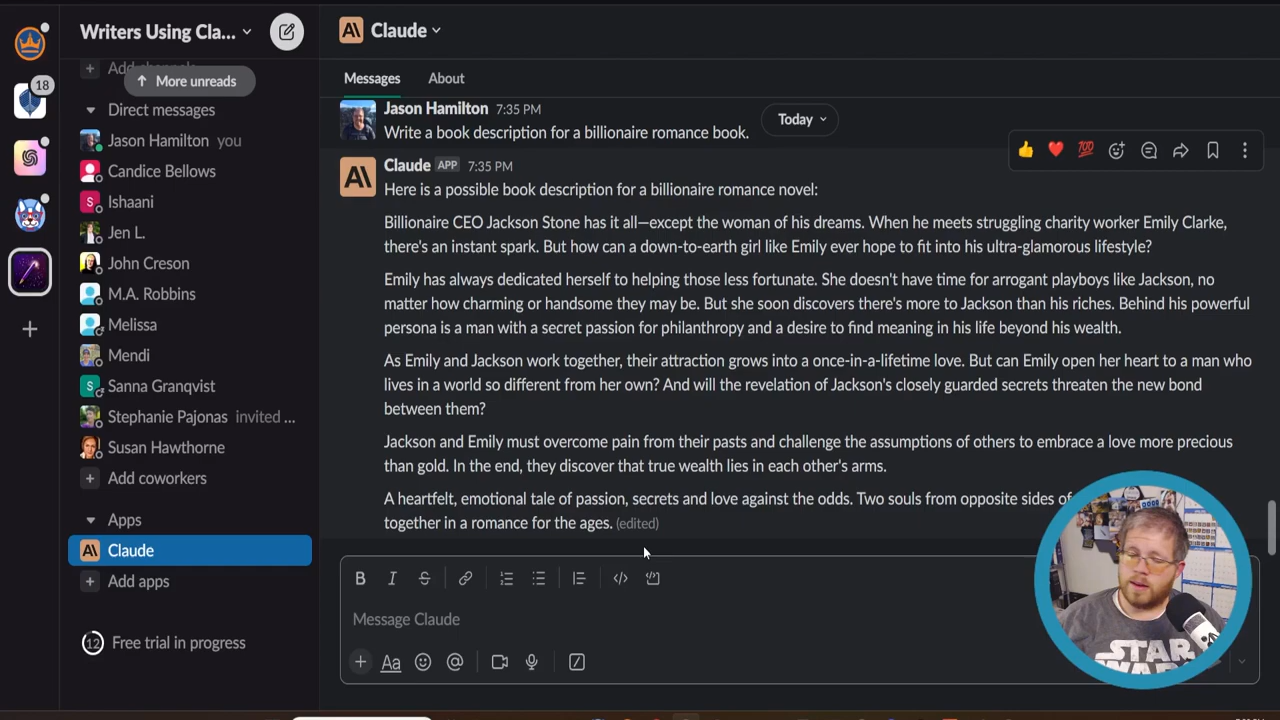 Writers Using Cla...
Add channels
More unreads
18
Direct messages
Jason Hamilton you
Candice Bellows
S Ishaani
Jen L.
John Creson
M.A. Robbins
Melissa
Mendi
S Sanna Granqvist
Stephanie Pajonas invited ...
Susan Hawthorne
Add coworkers
Apps
Claude
Add apps
12 Free trial in progress
Claude
Messages About
Jason Hamilton 7:35 PM
Today
Write a book description for a billionaire romance book.
Claude APP 7:35 PM
Here is a possible book description for a billionaire romance novel:
Billionaire CEO Jackson Stone has it all—except the woman of his dreams. When he meets struggling charity worker Emily Clarke,
there's an instant spark. But how can a down-to-earth girl like Emily ever hope to fit into his ultra-glamorous lifestyle?
Emily has always dedicated herself to helping those less fortunate. She doesn't have time for arrogant playboys like Jackson, no
matter how charming or handsome they may be. But she soon discovers there's more to Jackson than his riches. Behind his powerful
persona is a man with a secret passion for philanthropy and a desire to find meaning in his life beyond his wealth.
As Emily and Jackson work together, their attraction grows into a once-in-a-lifetime love. But can Emily open her heart to a man who
lives in a world so different from her own? And will the revelation of Jackson's closely guarded secrets threaten the new bond
between them?
Jackson and Emily must overcome pain from their pasts and challenge the assumptions of others to embrace a love more precious
than gold. In the end, they discover that true wealth lies in each other's arms.
A heartfelt, emotional tale of passion, secrets and love against the odds. Two souls from opposite sides of
together in a romance for the ages. (edited)
B I S
Message Claude
Aa
STAR
WARS